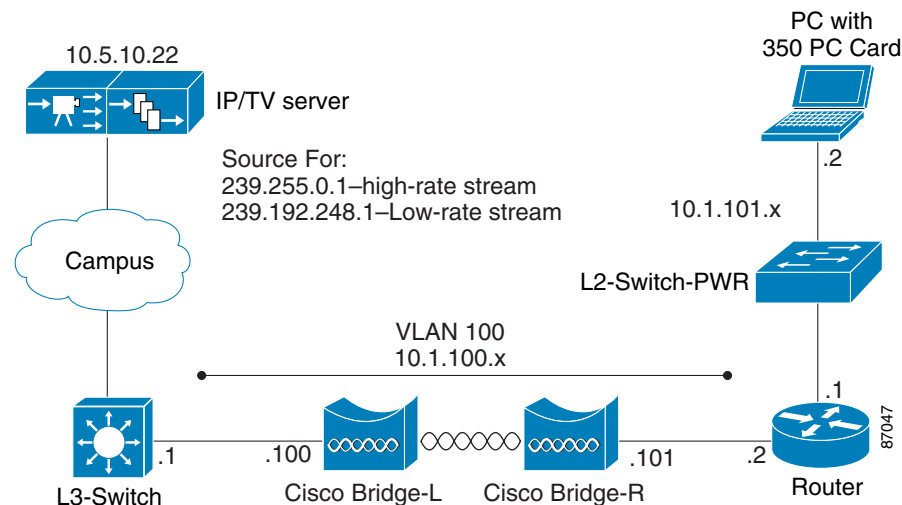 PC with
350 PC Card
10.5.10.22
IP/TV server
.2
Source For:
239.255.0.1–high-rate stream
239.192.248.1–Low-rate stream
10.1.101.x
Campus
L2-Switch-PWR
VLAN 100
10.1.100.x
.1
87047
.1
.100
.101
.2
L3-Switch
Cisco Bridge-L
Cisco Bridge-R
Router